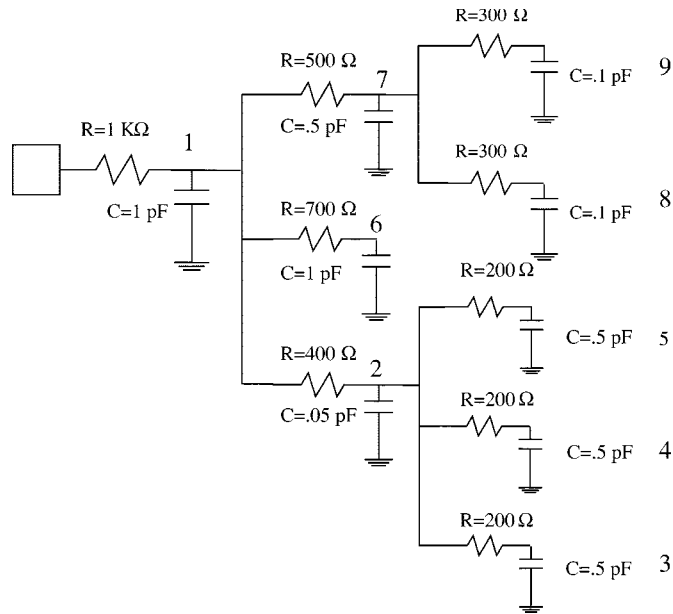 R=300 Ω
9
C=.1 pF
R=500 Ω
7
C=.5 pF
R=1 KΩ
1
C=1 pF
R=300 Ω
8
C=.1 pF
R=700 Ω
6
C=1 pF
R=200 Ω
C=.5 pF
5
R=400 Ω
2
C=.05 pF
R=200 Ω
C=.5 pF
4
R=200 Ω
C=.5 pF
3